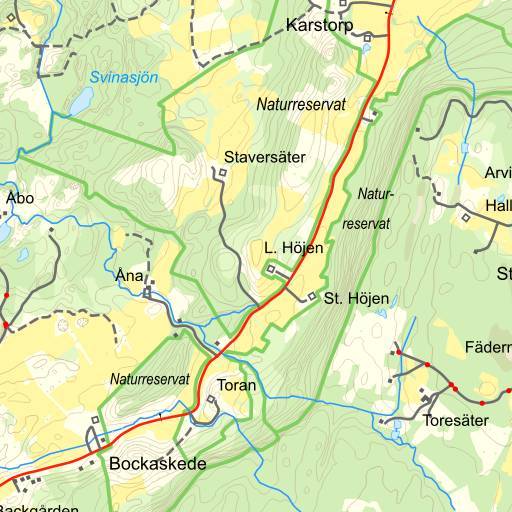 Karstorp
Svinasjön
Naturreservat
Staversäter
Arvi
Abo
Natur-
reservat
Hall
L. Höjen
Åna
St
St. Höjen
Fädern
Naturreservat
Toran
Toresäter
Bockaskede
Backgården